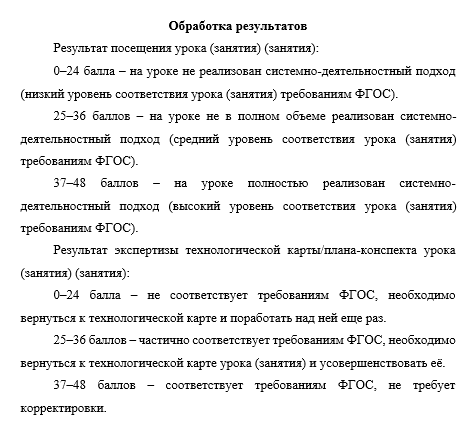 Обработка результатов
Результат посещения урока (занятия) (занятия):
0–24 балла – на уроке не реализован системно-деятельностный подход
(низкий уровень соответствия урока (занятия) требованиям ФГОС).
25–36 баллов – на уроке не в полном объеме реализован системно-
деятельностный подход (средний уровень соответствия урока (занятия)
требованиям ФГОС).
37–48 баллов – на уроке полностью реализован системно-
деятельностный подход (высокий уровень соответствия урока (занятия)
требованиям ФГОС).
Результат экспертизы технологической карты/плана-конспекта урока
(занятия) (занятия):
0–24 балла – не соответствует требованиям ФГОС, необходимо
вернуться к технологической карте и поработать над ней еще раз.
25–36 баллов – частично соответствует требованиям ФГОС, необходимо
вернуться к технологической карте урока (занятия) и усовершенствовать её.
37–48 баллов – соответствует требованиям ФГОС, не требует
корректировки.